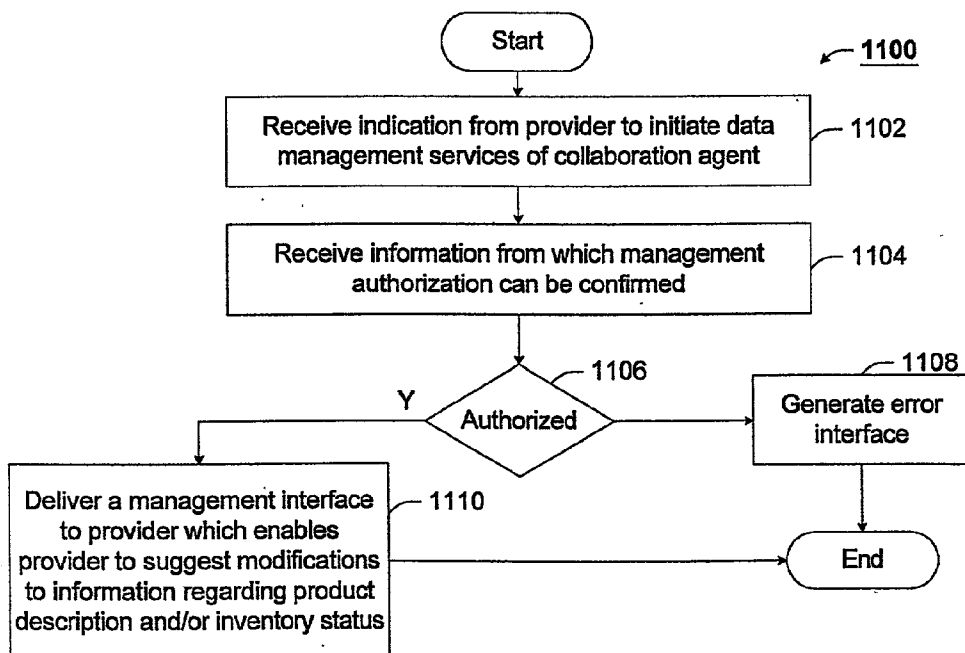 Start
1100
Receive indication from provider to initiate data
management services of collaboration agent
1102
Receive information from which management
authorization can be confirmed
1104
1106
Authorized
Y
1108
Generate error
interface
Deliver a management interface
to provider which enables
provider to suggest modifications
to information regarding product
description and/or inventory status
1110
End